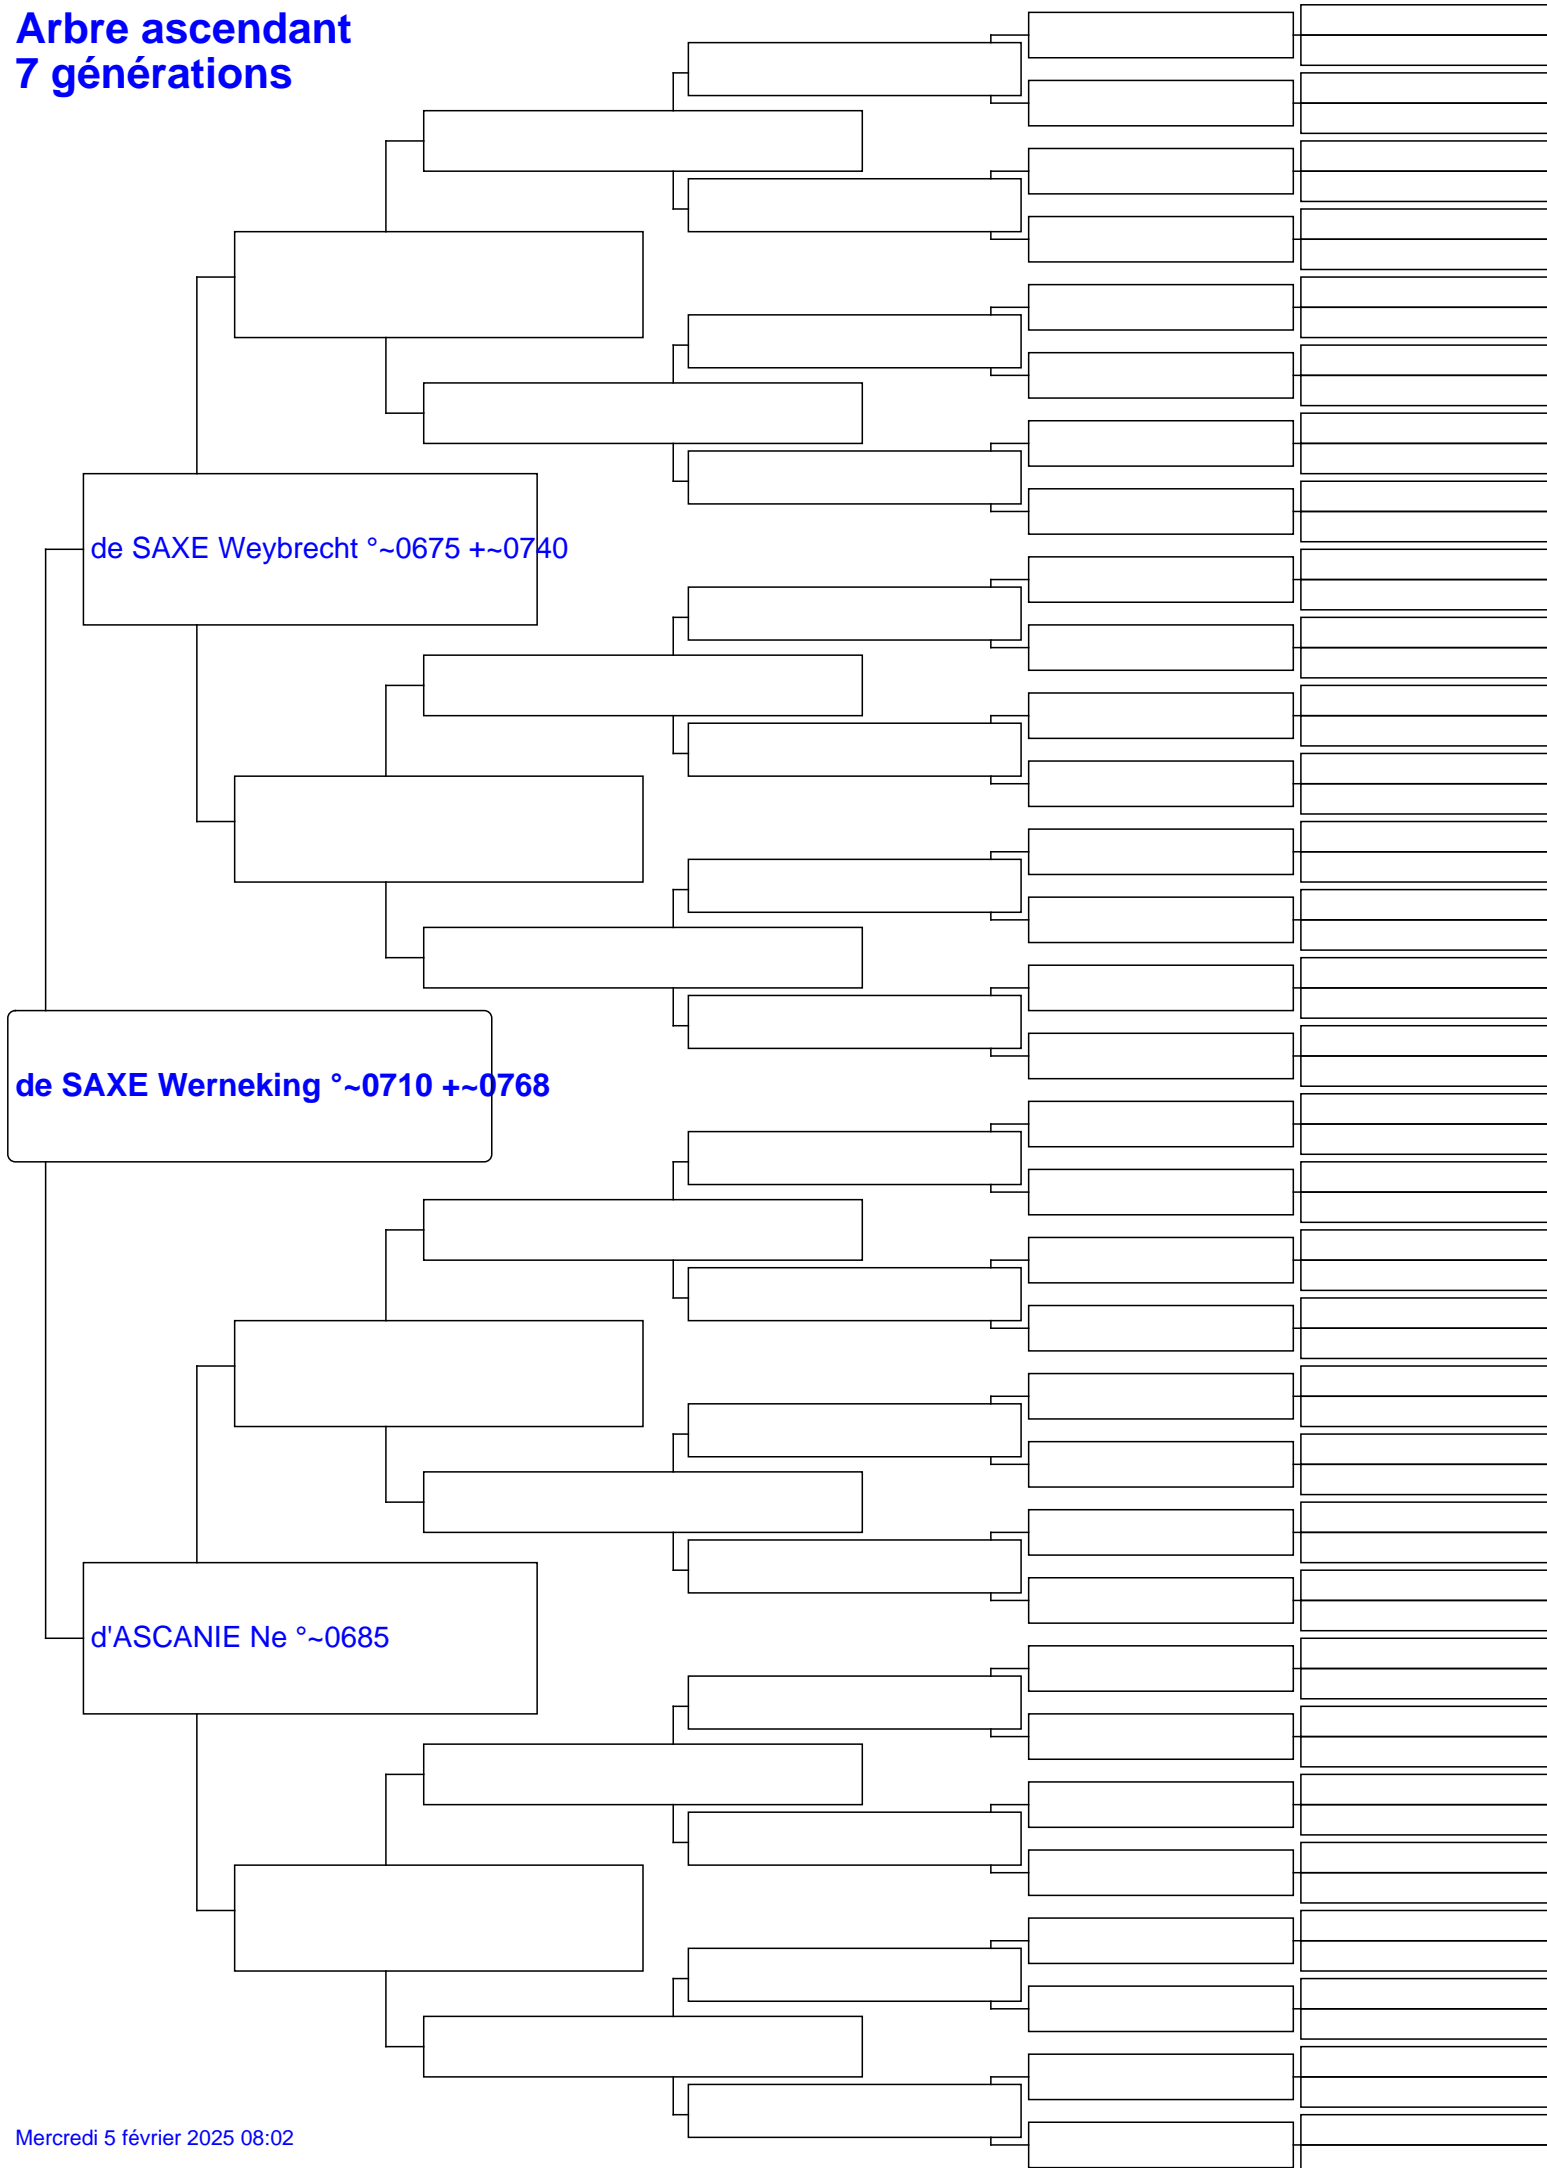 Arbre ascendant
7 générations
de SAXE Weybrecht °~0675 +~0740
de SAXE Werneking °~0710 +~0768
d'ASCANIE Ne °~0685
Mercredi 5 février 2025 08:02